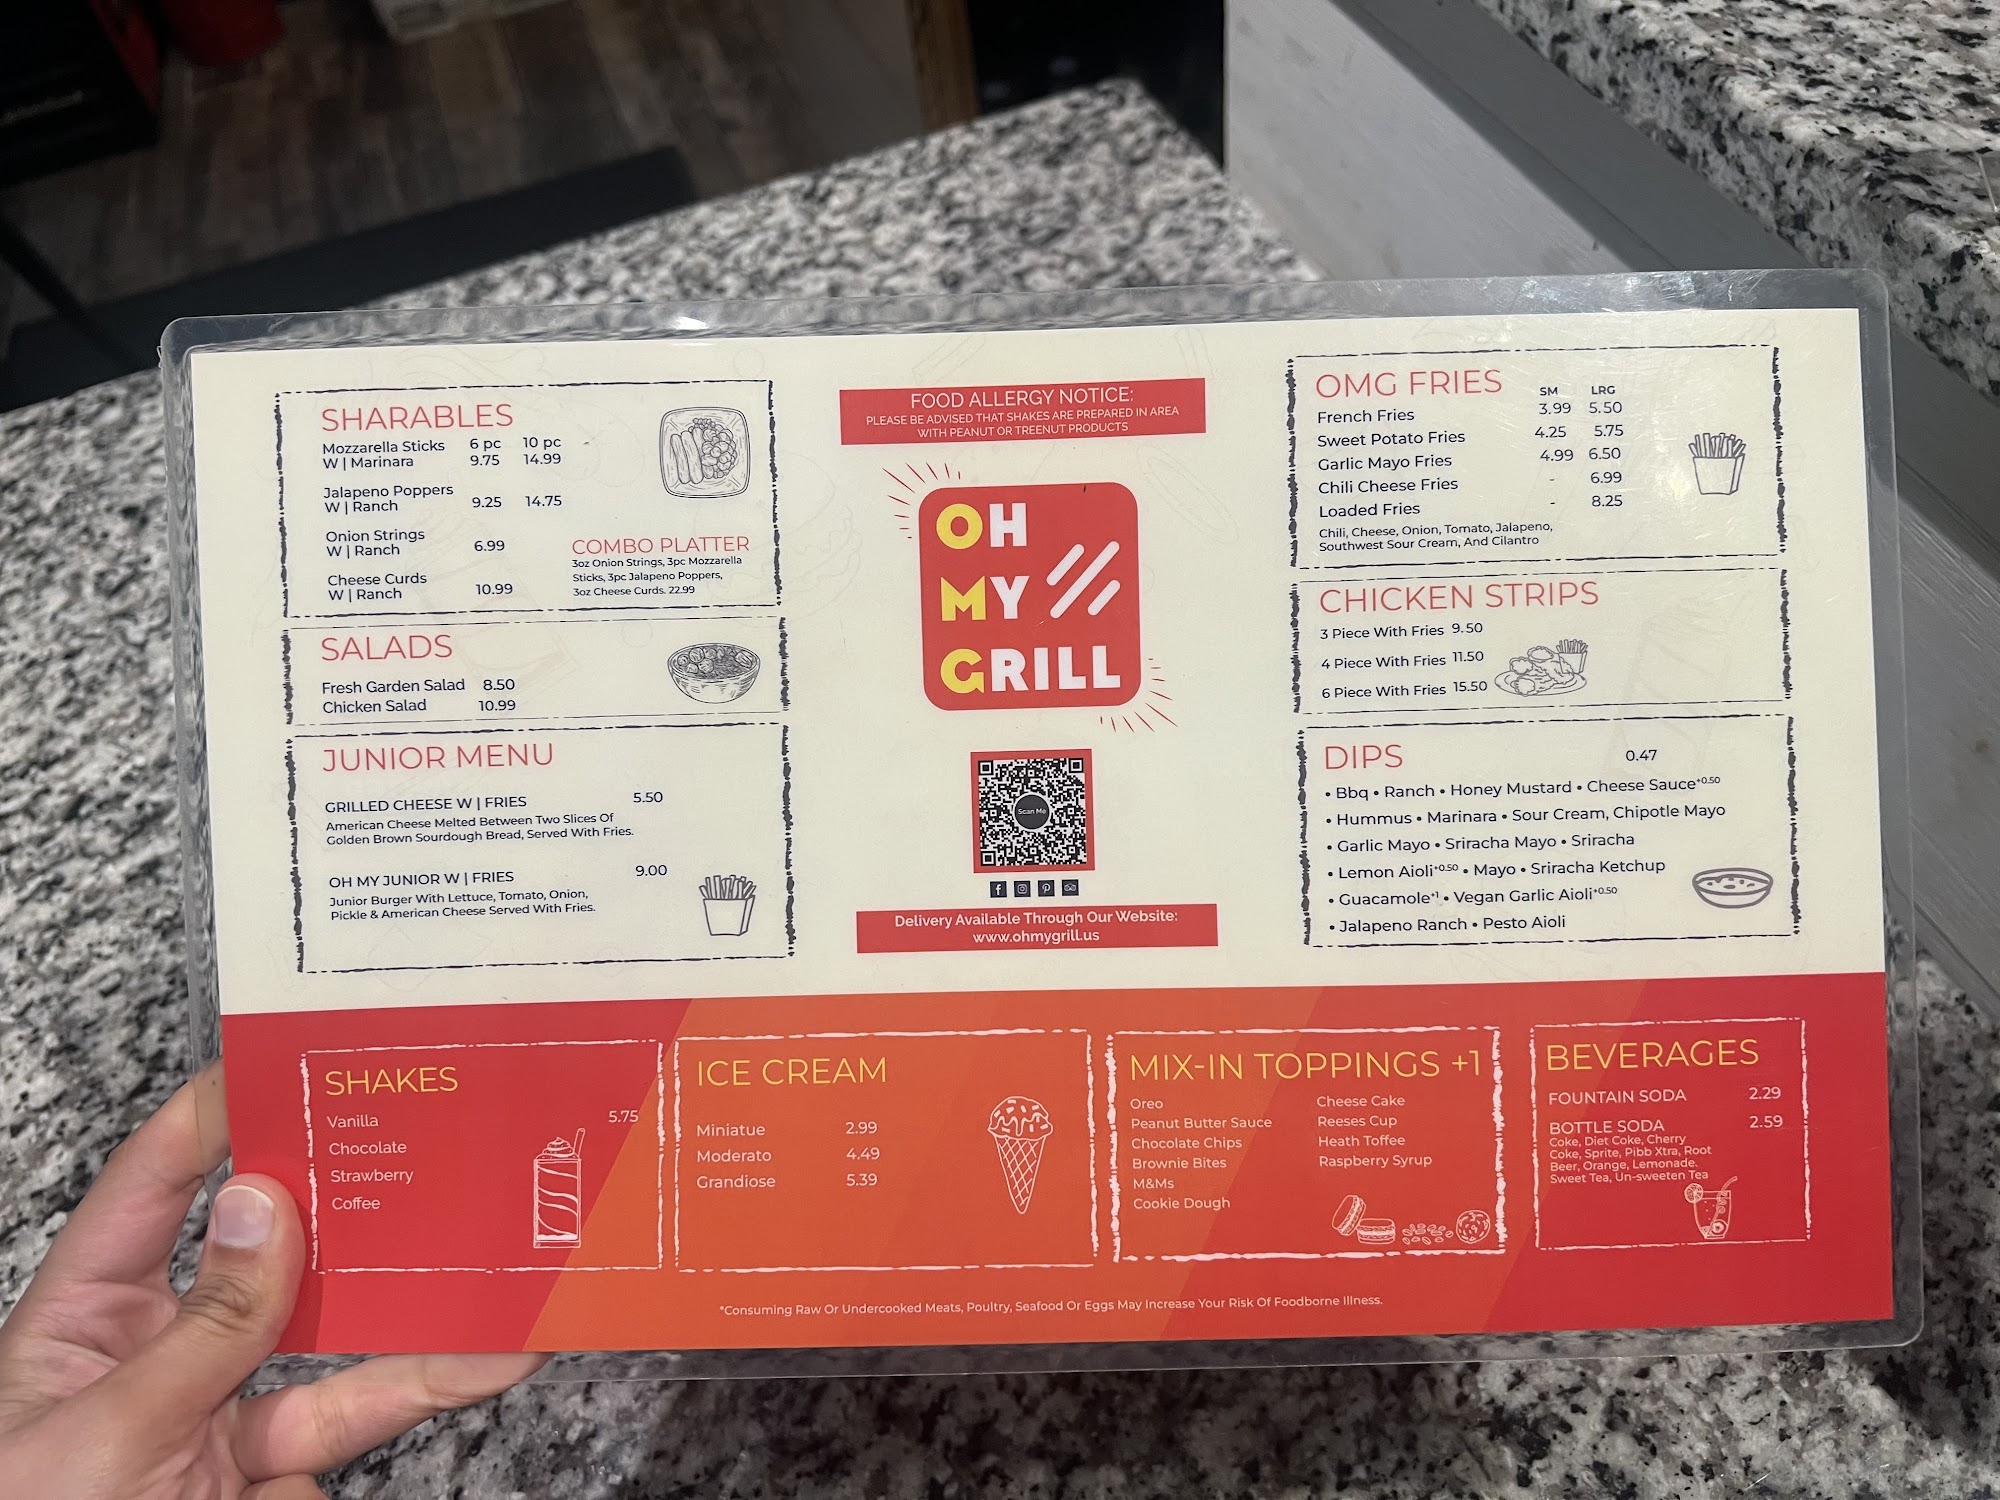 SHARABLES
Mozzarella Sticks 6 pc 10 pc
W | Marinara 9.75 14.99
Jalapeno Poppers
W | Ranch 9.25 14.75
Onion Strings
W | Ranch 6.99
Cheese Curds
W | Ranch 10.99
COMBO PLATTER
3oz Onion Strings, 3pc Mozzarella
Sticks, 3pc Jalapeno Poppers,
3oz Cheese Curds. 22.99
SALADS
Fresh Garden Salad 8.50
Chicken Salad 10.99
JUNIOR MENU
GRILLED CHEESE W | FRIES 5.50
American Cheese Melted Between Two Slices Of
Golden Brown Sourdough Bread, Served With Fries.
OH MY JUNIOR W | FRIES 9.00
Junior Burger With Lettuce, Tomato, Onion,
Pickle & American Cheese Served With Fries.
FOOD ALLERGY NOTICE:
PLEASE BE ADVISED THAT SHAKES ARE PREPARED IN AREA
WITH PEANUT OR TREENUT PRODUCTS
OH
MY
GRILL
Scan Me
Delivery Available Through Our Website:
www.ohmygrill.us
OMG FRIES SM LRG
French Fries 3.99 5.50
Sweet Potato Fries 4.25 5.75
Garlic Mayo Fries 4.99 6.50
Chili Cheese Fries - 6.99
Loaded Fries - 8.25
Chili, Cheese, Onion, Tomato, Jalapeno,
Southwest Sour Cream, And Cilantro
CHICKEN STRIPS
3 Piece With Fries 9.50
4 Piece With Fries 11.50
6 Piece With Fries 15.50
DIPS 0.47
• Bbq • Ranch • Honey Mustard • Cheese Sauce+0.50
• Hummus • Marinara • Sour Cream, Chipotle Mayo
• Garlic Mayo • Sriracha Mayo • Sriracha
• Lemon Aioli+0.50 • Mayo • Sriracha Ketchup
• Guacamole+1 • Vegan Garlic Aioli+0.50
• Jalapeno Ranch • Pesto Aioli
SHAKES
Vanilla 5.75
Chocolate
Strawberry
Coffee
ICE CREAM
Miniatue 2.99
Moderato 4.49
Grandiose 5.39
MIX-IN TOPPINGS +1
Oreo
Peanut Butter Sauce
Chocolate Chips
Brownie Bites
M&Ms
Cookie Dough
Cheese Cake
Reeses Cup
Heath Toffee
Raspberry Syrup
BEVERAGES
FOUNTAIN SODA 2.29
BOTTLE SODA 2.59
Coke, Diet Coke, Cherry
Coke, Sprite, Pibb Xtra, Root
Beer, Orange, Lemonade.
Sweet Tea, Un-sweeten Tea
*Consuming Raw Or Undercooked Meats, Poultry, Seafood Or Eggs May Increase Your Risk Of Foodborne Illness.